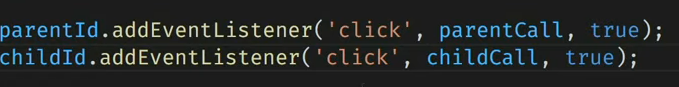 parentId.addEventListener('click', parentCall, true);
childId.addEventListener('click', childCall, true);